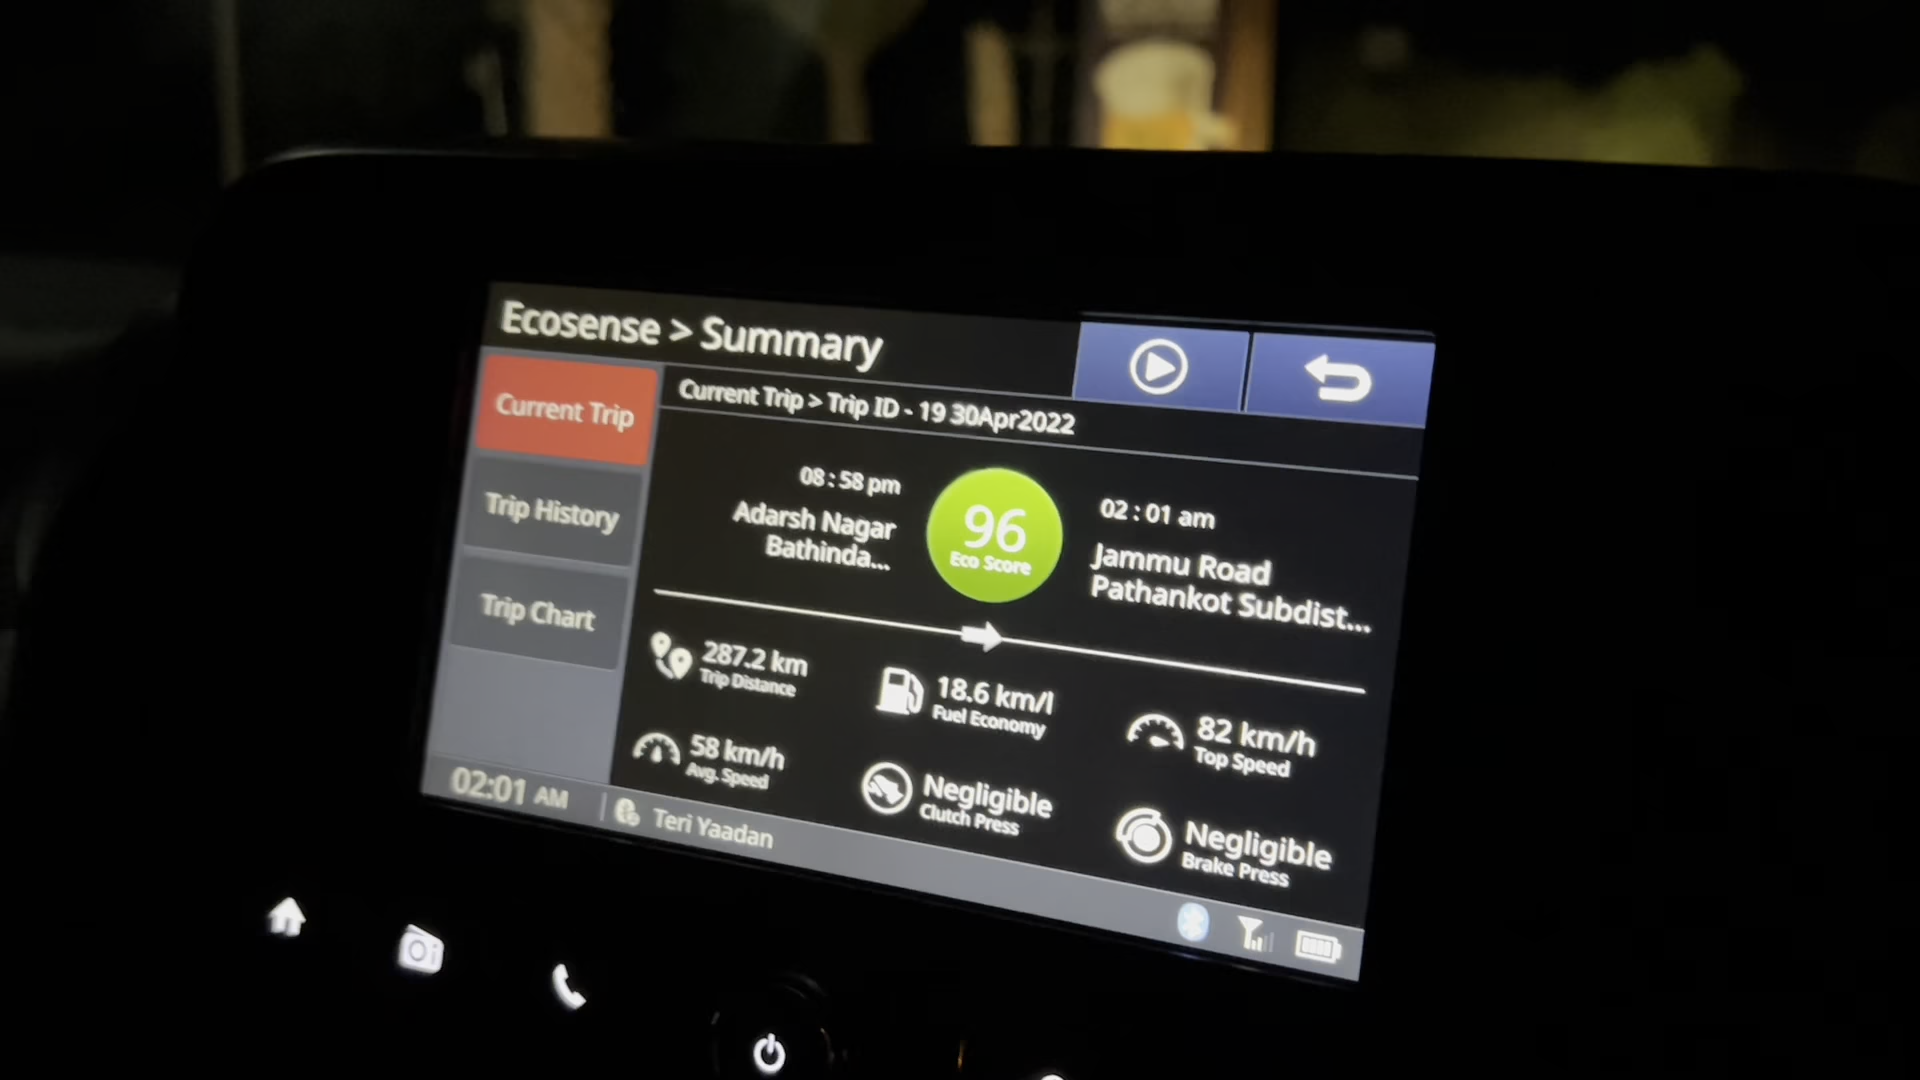 Ecosense > Summary
Current Trip
Trip History
Trip Chart
Current Trip > Trip ID - 19 30Apr2022
08 : 58 pm
Adarsh Nagar
Bathinda...
96
Eco Score
02 : 01 am
Jammu Road
Pathankot Subdist...
287.2 km
Trip Distance
18.6 km/l
Fuel Economy
82 km/h
Top Speed
58 km/h
Avg. Speed
Negligible
Clutch Press
Negligible
Brake Press
02:01 AM
Teri Yaadan